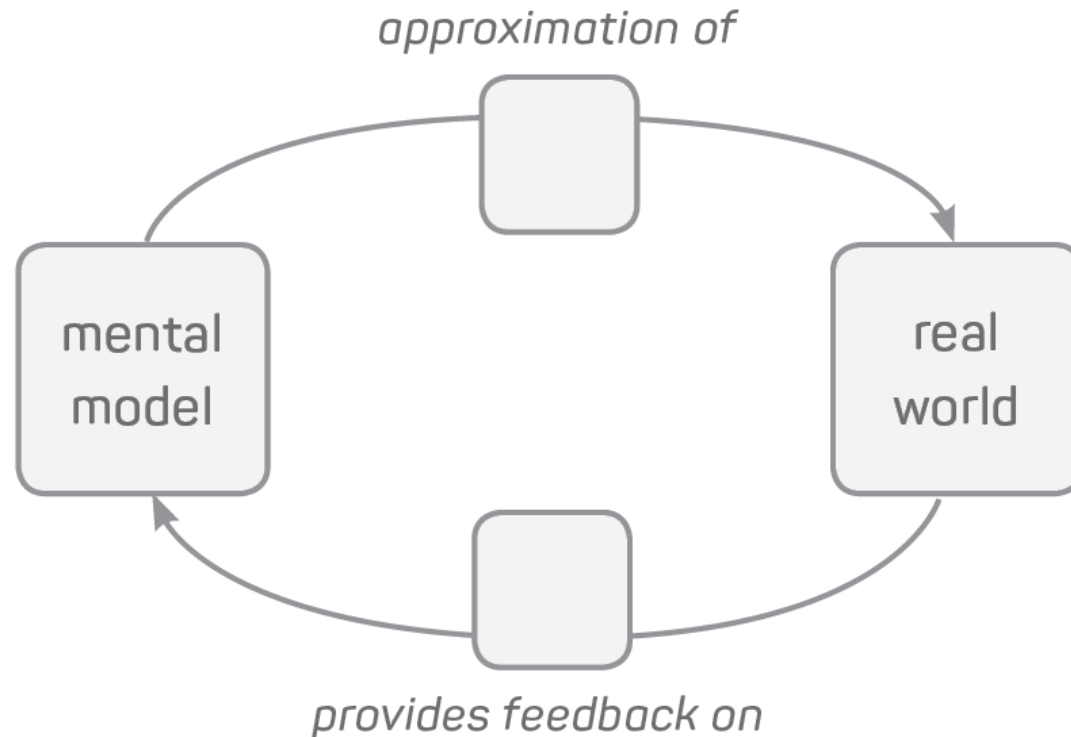 approximation of
mental
model
real
world
provides feedback on